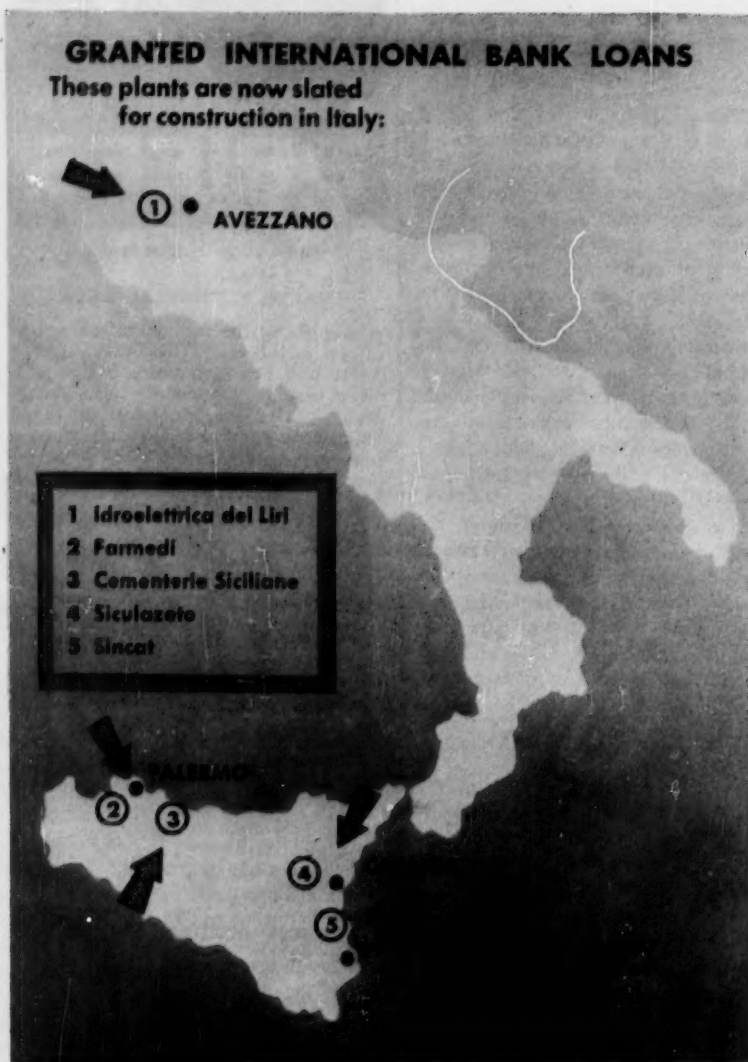 GRANTED INTERNATIONAL BANK LOANS
These plants are now slated
for construction in Italy:
1
AVEZZANO
1 Idroelettrica del Liri
2 Farmedi
3 Cementerie Siciliane
4 Siculazoto
5 Sincat
PALERMO
2
3
4
5